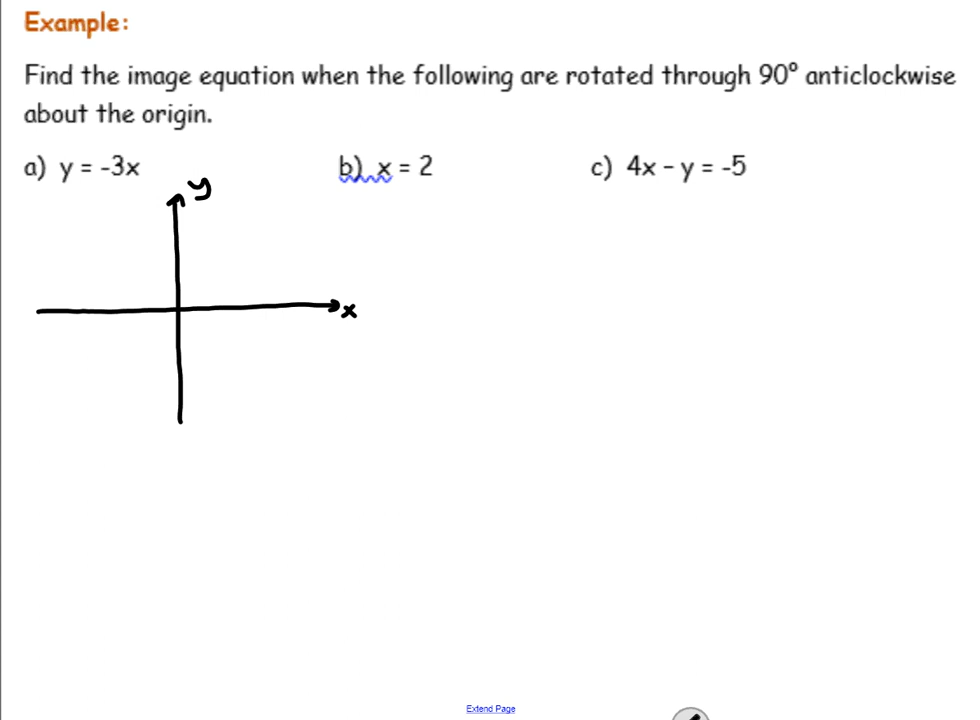 Example:
Find the image equation when the following are rotated through 90° anticlockwise
about the origin.
a) y = -3x
b) x = 2
c) 4x - y = -5
y
x
Extend Page